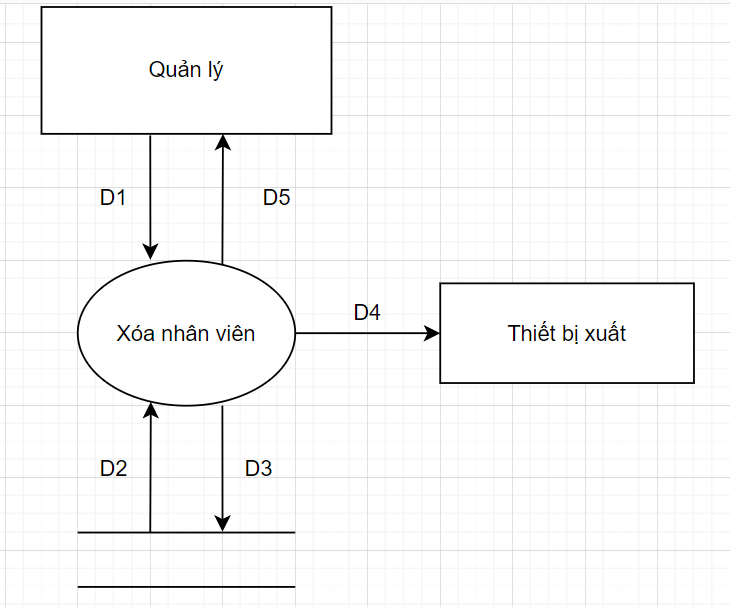 Quản lý
D1
D5
D4
Xóa nhân viên
Thiết bị xuất
D2
D3